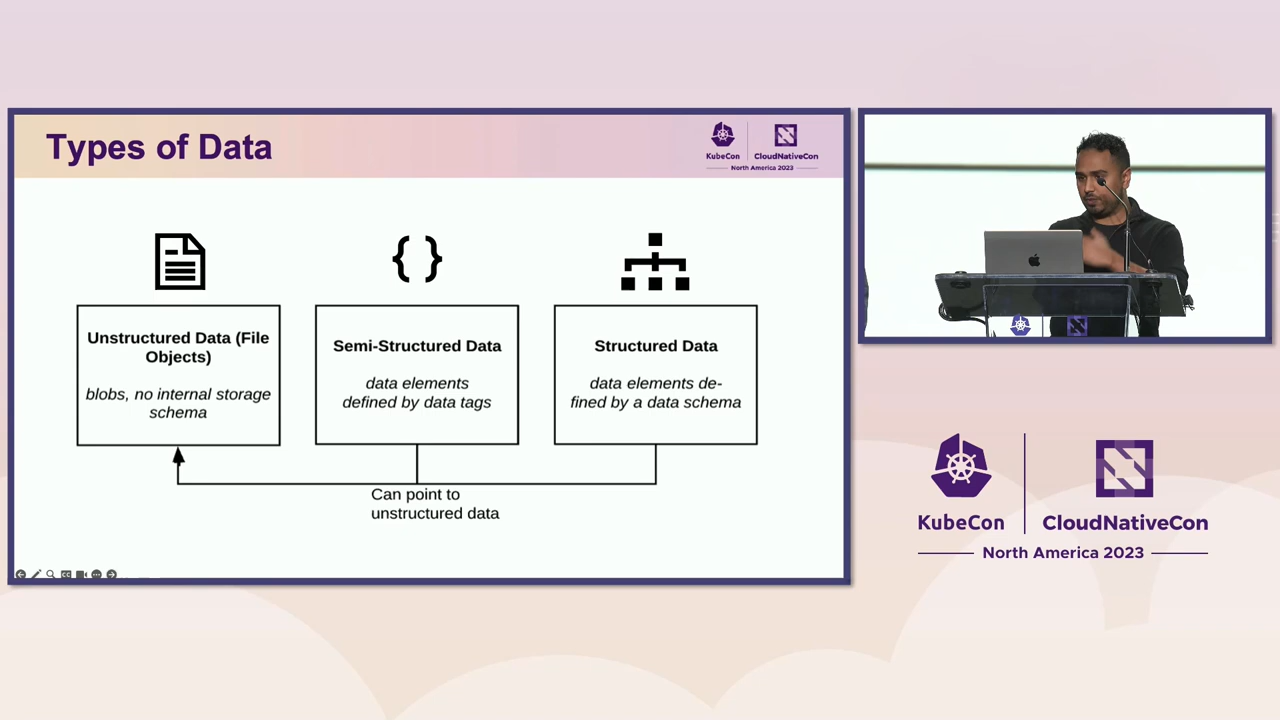 Types of Data
KubeCon
CloudNativeCon
North America 2023
Unstructured Data (File
Objects)
blobs, no internal storage
schema
Semi-Structured Data
data elements
defined by data tags
Structured Data
data elements de-
fined by a data schema
Can point to
unstructured data
KubeCon
CloudNativeCon
North America 2023